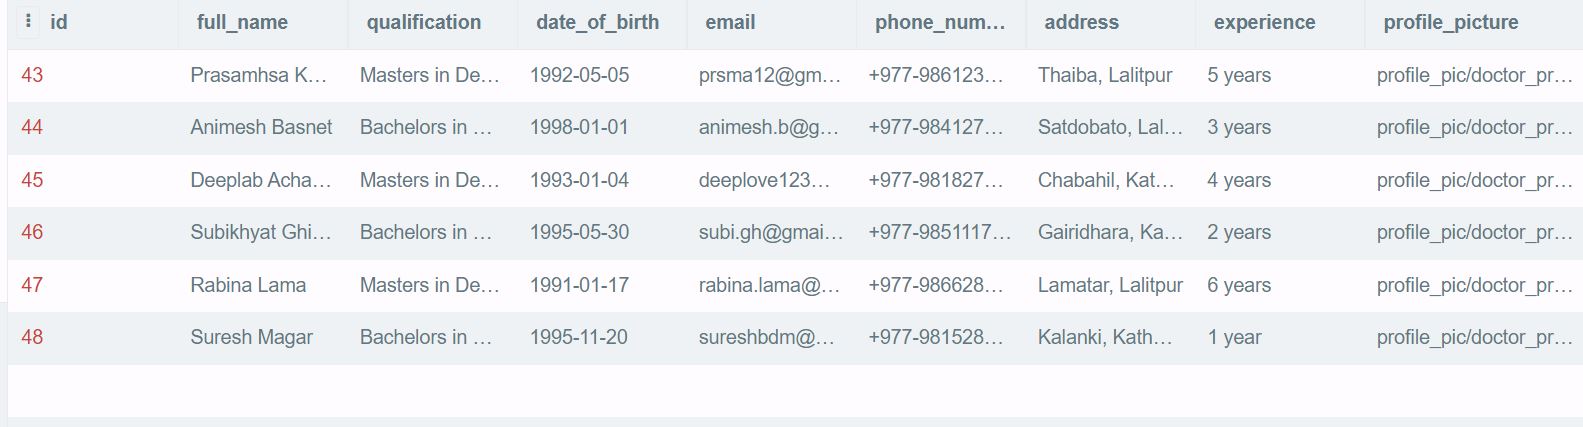 id full_name qualification date_of_birth email phone_num… address experience profile_picture
43 Prasamhsa K… Masters in De… 1992-05-05 prsma12@gm… +977-986123… Thaiba, Lalitpur 5 years profile_pic/doctor_pr…
44 Animesh Basnet Bachelors in … 1998-01-01 animesh.b@g… +977-984127… Satdobato, Lal… 3 years profile_pic/doctor_pr…
45 Deeplab Acha… Masters in De… 1993-01-04 deeplove123… +977-981827… Chabahil, Kat… 4 years profile_pic/doctor_pr…
46 Subikhyat Ghi… Bachelors in … 1995-05-30 subi.gh@gmai… +977-9851117… Gairidhara, Ka… 2 years profile_pic/doctor_pr…
47 Rabina Lama Masters in De… 1991-01-17 rabina.lama@… +977-986628… Lamatar, Lalitpur 6 years profile_pic/doctor_pr…
48 Suresh Magar Bachelors in … 1995-11-20 sureshbdm@… +977-981528… Kalanki, Kath… 1 year profile_pic/doctor_pr…